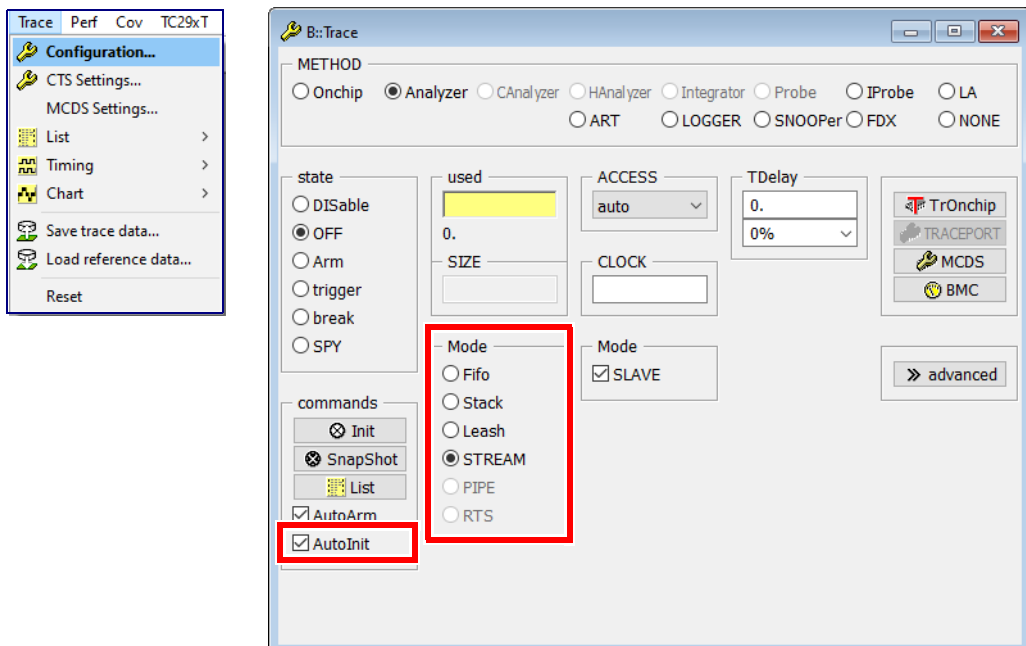 Trace Perf Cov TC29xT
Configuration...
CTS Settings...
MCDS Settings...
List
Timing
Chart
Save trace data...
Load reference data...
Reset
B::Trace
METHOD
Onchip Analyzer CAnalyzer HAnalyzer Integrator Probe IProbe LA
ART LOGGER SNOOPer FDX NONE
state
DISable
OFF
Arm
trigger
break
SPY
used
0.
SIZE
ACCESS
auto
CLOCK
TDelay
0.
0%
TrOnchip
TRACEPORT
MCDS
BMC
Mode
Fifo
Stack
Leash
STREAM
PIPE
RTS
Mode
SLAVE
advanced
commands
Init
SnapShot
List
AutoArm
AutoInit